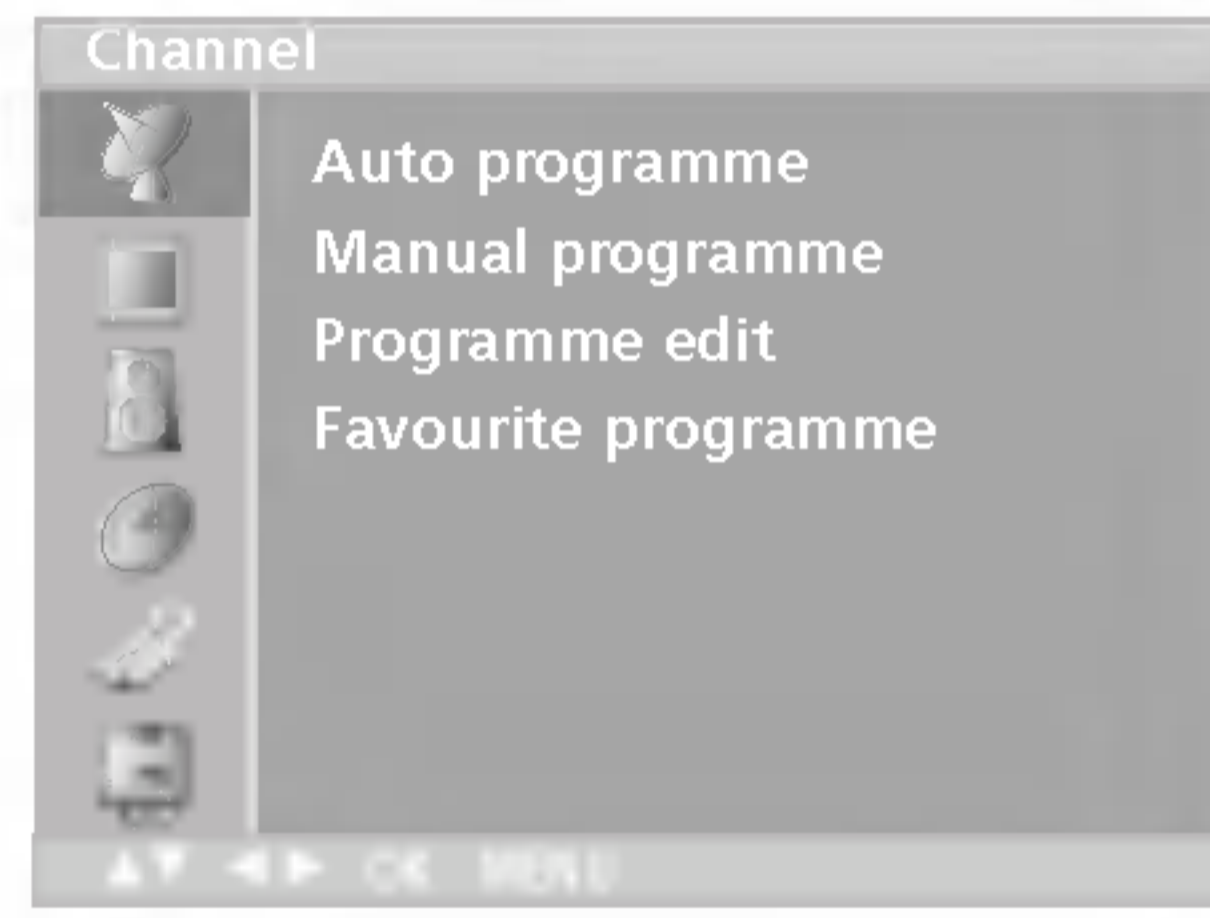 Channel
Auto programme
Manual programme
Programme edit
Favourite programme
▲▼ ◀▶ OK MENU